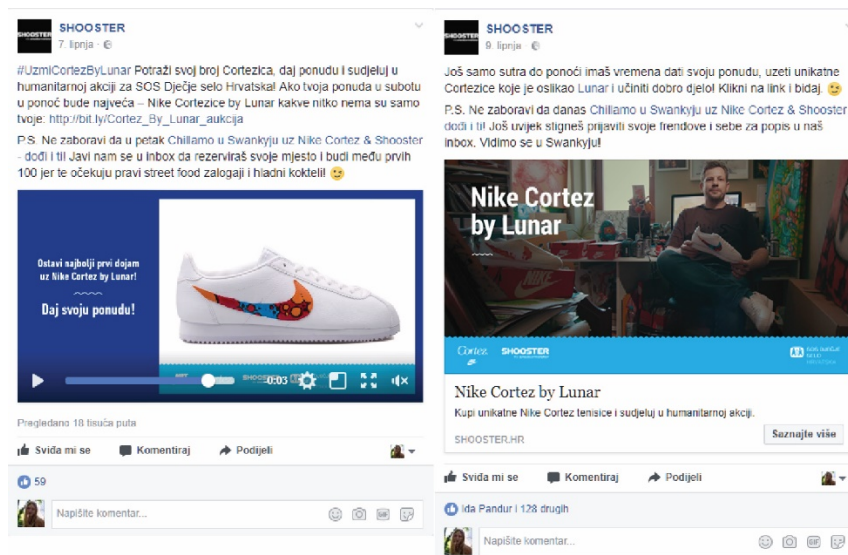 SHOOSTER
7. lipnja
#UzmiCortezByLunar Potraži svoj broj Cortezica, daj ponudu i sudjeluj u
humanitarnoj akciji za SOS Dječje selo Hrvatska! Ako tvoja ponuda u subotu
u ponoć bude najveća – Nike Cortezice by Lunar kakve nitko nema su samo
tvoje: http://bit.ly/Cortez_By_Lunar_aukcija
P.S. Ne zaboravi da u petak Chillamo u Swankyju uz Nike Cortez & Shooster
- dođi i ti! Javi nam se u inbox da rezerviraš svoje mjesto i budi među prvih
100 jer te očekuju pravi street food zalogaji i hladni kokteli!
Ostavi najbolji prvi dojam
uz Nike Cortez by Lunar!
Daj svoju ponudu!
-0:03
Pregledano 18 tisuća puta
Sviđa mi se Komentiraj Podijeli
59
Napišite komentar...
GIF
SHOOSTER
9. lipnja
Još samo sutra do ponoći imaš vremena dati svoju ponudu, uzeti unikatne
Cortezice koje je oslikao Lunar i učiniti dobro djelo! Klikni na link i bidaj.
P.S. Ne zaboravi da danas Chillamo u Swankyju uz Nike Cortez & Shooster
dođi i ti! Još uvijek stigneš prijaviti svoje frendove i sebe za popis u naš
inbox. Vidimo se u Swankyju!
Nike Cortez
by Lunar
NIKE
Cortez SHOOSTER
Nike Cortez by Lunar
Kupi unikatne Nike Cortez tenisice i sudjeluj u humanitarnoj akciji.
SHOOSTER.HR
Saznajte više
Sviđa mi se Komentiraj Podijeli
Ida Pandur i 128 drugih
Napišite komentar...
GIF